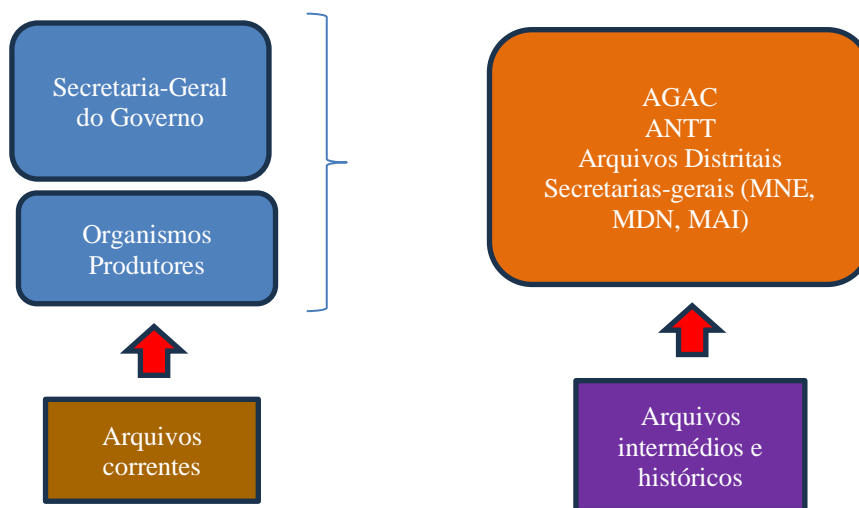 Secretaria-Geral
do Governo
Organismos
Produtores
Arquivos
correntes
AGAC
ANTT
Arquivos Distritais
Secretarias-gerais (MNE,
MDN, MAI)
Arquivos
intermédios e
históricos